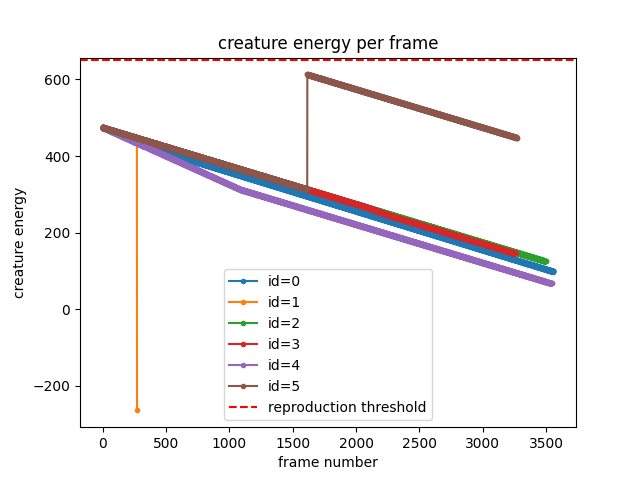 creature energy per frame
creature energy
600
400
200
0
−200
id=0
id=1
id=2
id=3
id=4
id=5
reproduction threshold
0
500
1000
1500
2000
2500
3000
3500
frame number